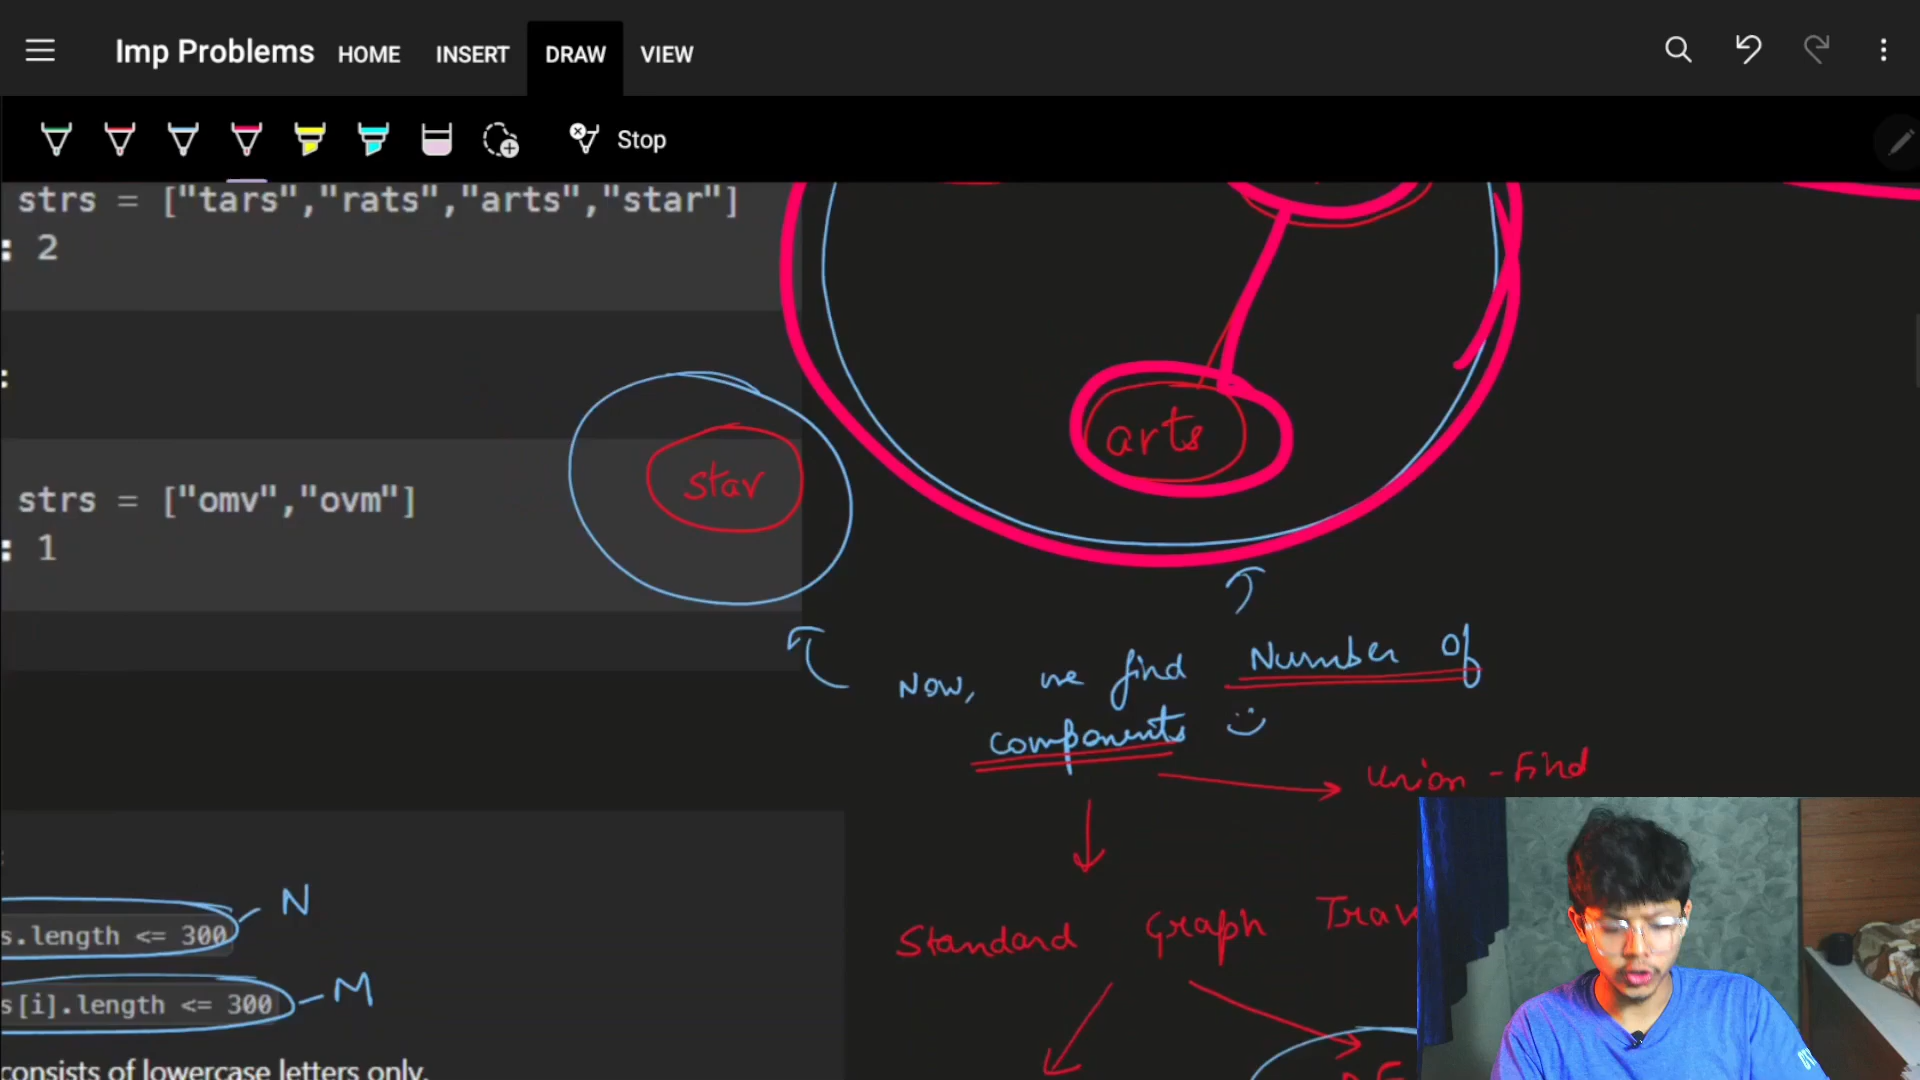 Imp Problems HOME INSERT DRAW VIEW
Stop
strs = ["tars","rats","arts","star"]
: 2
:
arts
star
strs = ["omv","ovm"]
: 1
Now, we find Number Of
components
Union - Find
N
s.length <= 300
Standard Graph Trav
M
s[i].length <= 300
consists of lowercase letters only.